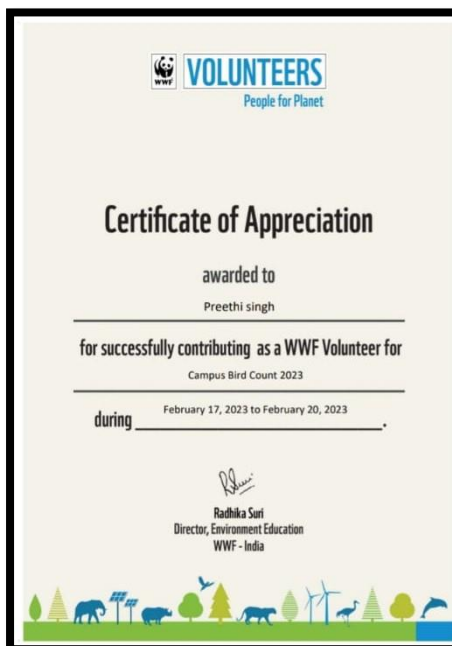 WWF
VOLUNTEERS
People for Planet
Certificate of Appreciation
awarded to
Preethi singh
for successfully contributing as a WWF Volunteer for
Campus Bird Count 2023
during February 17, 2023 to February 20, 2023.
Radhika Suri
Director, Environment Education
WWF - India